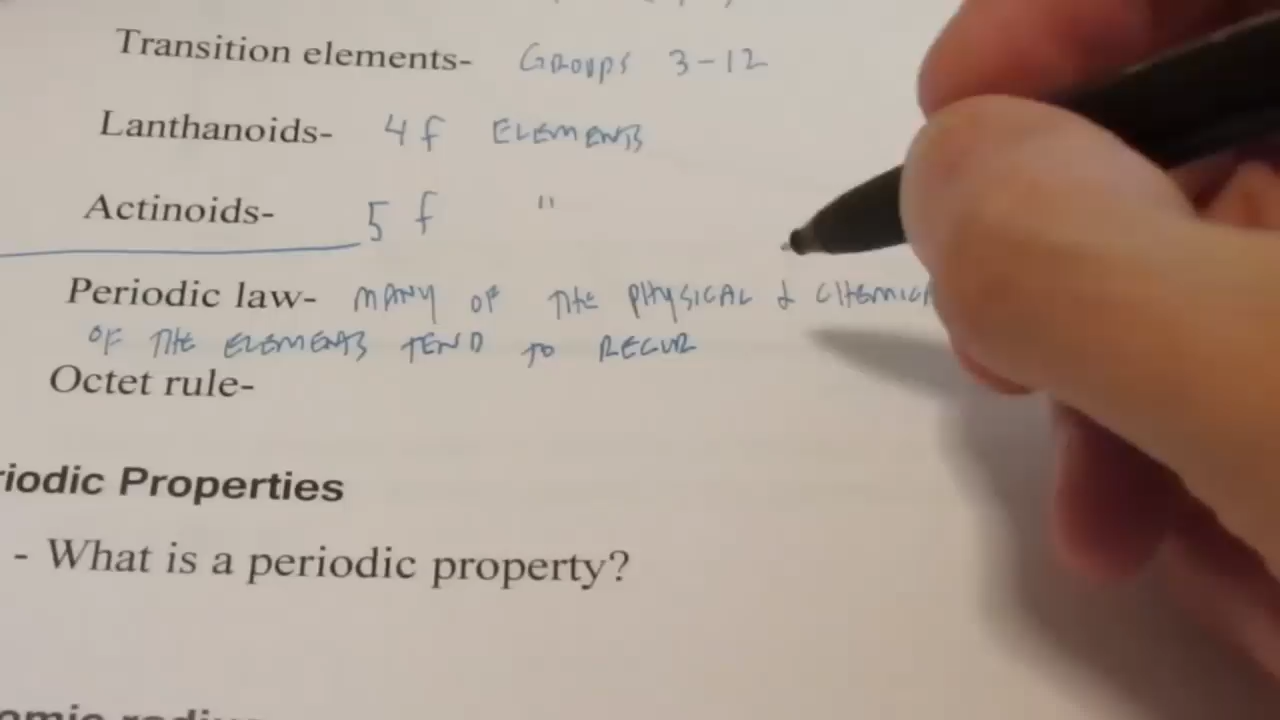 Transition elements- GROUPS 3-12
Lanthanoids- 4f ELEMENTS
Actinoids- 5f "
Periodic law- MANY OF THE PHYSICAL & CHEMICA
OF THE ELEMENTS TEND TO RECUR
Octet rule-
riodic Properties
- What is a periodic property?